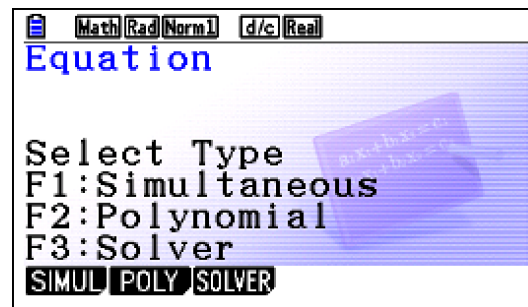 Math Rad Norm1 d/c Real
Equation
Select Type
F1:Simultaneous
F2:Polynomial
F3:Solver
SIMUL POLY SOLVER